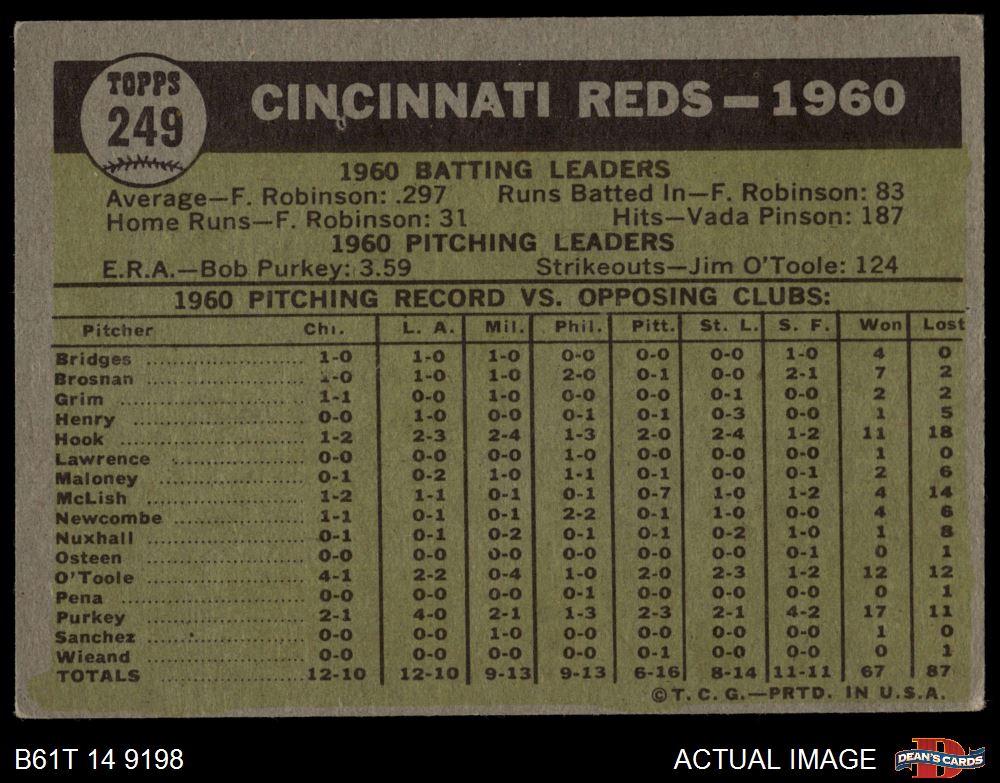 TOPPS
249
CINCINNATI REDS—1960
1960 BATTING LEADERS
Average—F. Robinson: .297 Runs Batted In—F. Robinson: 83
Home Runs—F. Robinson: 31 Hits—Vada Pinson: 187
1960 PITCHING LEADERS
E.R.A.—Bob Purkey: 3.59 Strikeouts—Jim O'Toole: 124
1960 PITCHING RECORD VS. OPPOSING CLUBS:
Pitcher Chi. L. A. Mil. Phil. Pitt. St. L. S. F. Won Lost
Bridges 1-0 1-0 1-0 0-0 0-0 0-0 1-0 4 0
Brosnan 1-0 1-0 1-0 2-0 0-1 0-0 2-1 7 2
Grim 1-1 0-0 1-0 0-0 0-0 0-1 0-0 2 2
Henry 0-0 1-0 0-0 0-1 0-1 0-3 0-0 1 5
Hook 1-2 2-3 2-4 1-3 2-0 2-4 1-2 11 18
Lawrence 0-0 0-0 0-0 1-0 0-0 0-0 0-0 1 0
Maloney 0-1 0-2 1-0 1-1 0-1 0-0 0-1 2 6
McLish 1-2 1-1 0-1 0-1 0-7 1-0 1-2 4 14
Newcombe 1-1 0-1 0-1 2-2 0-1 1-0 0-0 4 6
Nuxhall 0-1 0-1 0-2 0-1 0-1 0-2 1-0 1 8
Osteen 0-0 0-0 0-0 0-0 0-0 0-0 0-1 0 1
O'Toole 4-1 2-2 0-4 1-0 2-0 2-3 1-2 12 12
Pena 0-0 0-0 0-0 0-1 0-0 0-0 0-0 0 1
Purkey 2-1 4-0 2-1 1-3 2-3 2-1 4-2 17 11
Sanchez 0-0 0-0 1-0 0-0 0-0 0-0 0-0 1 0
Wieand 0-0 0-0 0-0 0-0 0-1 0-0 0-0 0 1
TOTALS 12-10 12-10 9-13 9-13 6-16 8-14 11-11 67 87
© T. C. G.—PRTD. IN U.S.A.
B61T 14 9198 ACTUAL IMAGE DEAN'S CARDS